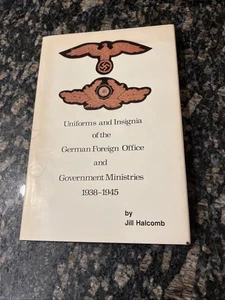 Uniforms and Insignia
of the
German Foreign Office
and
Government Ministries
1938-1945
by
Jill Halcomb